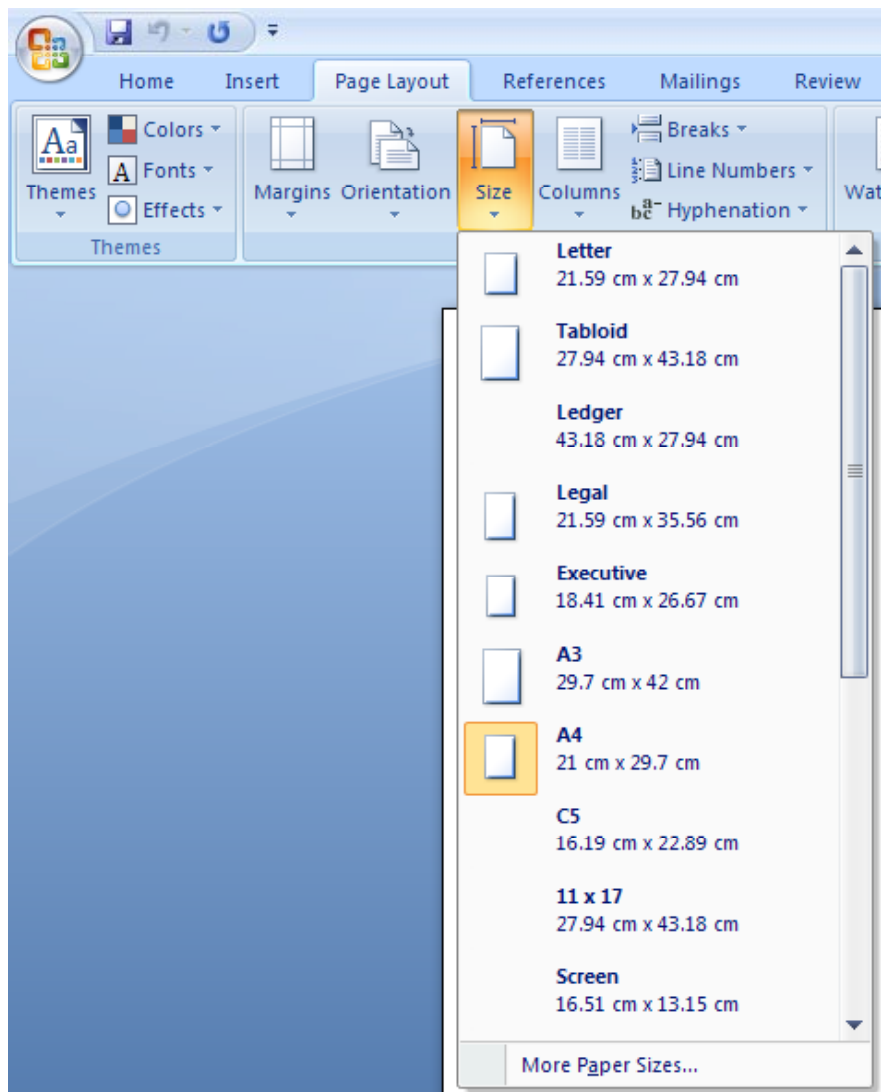 Home Insert Page Layout References Mailings Review
Aa Colors Breaks
A Fonts Line Numbers
Themes Margins Orientation Size Columns Wat
Effects Hyphenation
Themes
Letter
21.59 cm x 27.94 cm
Tabloid
27.94 cm x 43.18 cm
Ledger
43.18 cm x 27.94 cm
Legal
21.59 cm x 35.56 cm
Executive
18.41 cm x 26.67 cm
A3
29.7 cm x 42 cm
A4
21 cm x 29.7 cm
C5
16.19 cm x 22.89 cm
11 x 17
27.94 cm x 43.18 cm
Screen
16.51 cm x 13.15 cm
More Paper Sizes...